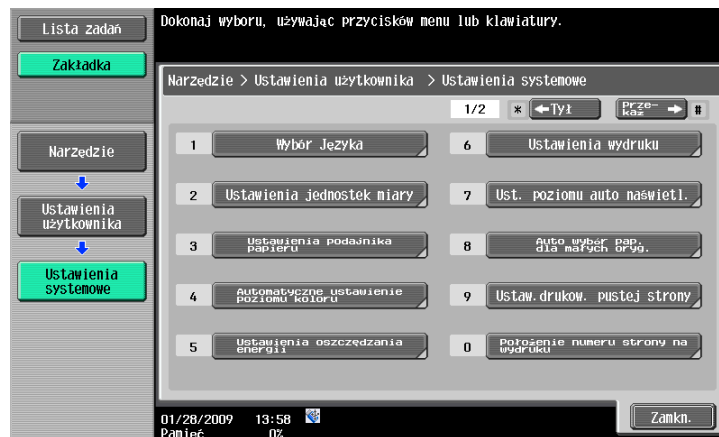 Lista zadań
Dokonaj wyboru, używając przycisków menu lub klawiatury.
Zakładka
Narzędzie > Ustawienia użytkownika > Ustawienia systemowe
1/2 * ←Tył Prze-
każ → #
Narzędzie
1 Wybór Języka
6 Ustawienia wydruku
Ustawienia
użytkownika
2 Ustawienia jednostek miary
7 Ust. poziomu auto naświetl.
3 Ustawienia podajnika
papieru
8 Auto wybór pap.
dla małych oryg.
Ustawienia
systemowe
4 Automatyczne ustawienie
poziomu koloru
9 Ustaw.drukow. pustej strony
5 Ustawienia oszczędzania
energii
0 Położenie numeru strony na
wydruku
01/28/2009 13:58
Pamięć 0%
Zamkn.